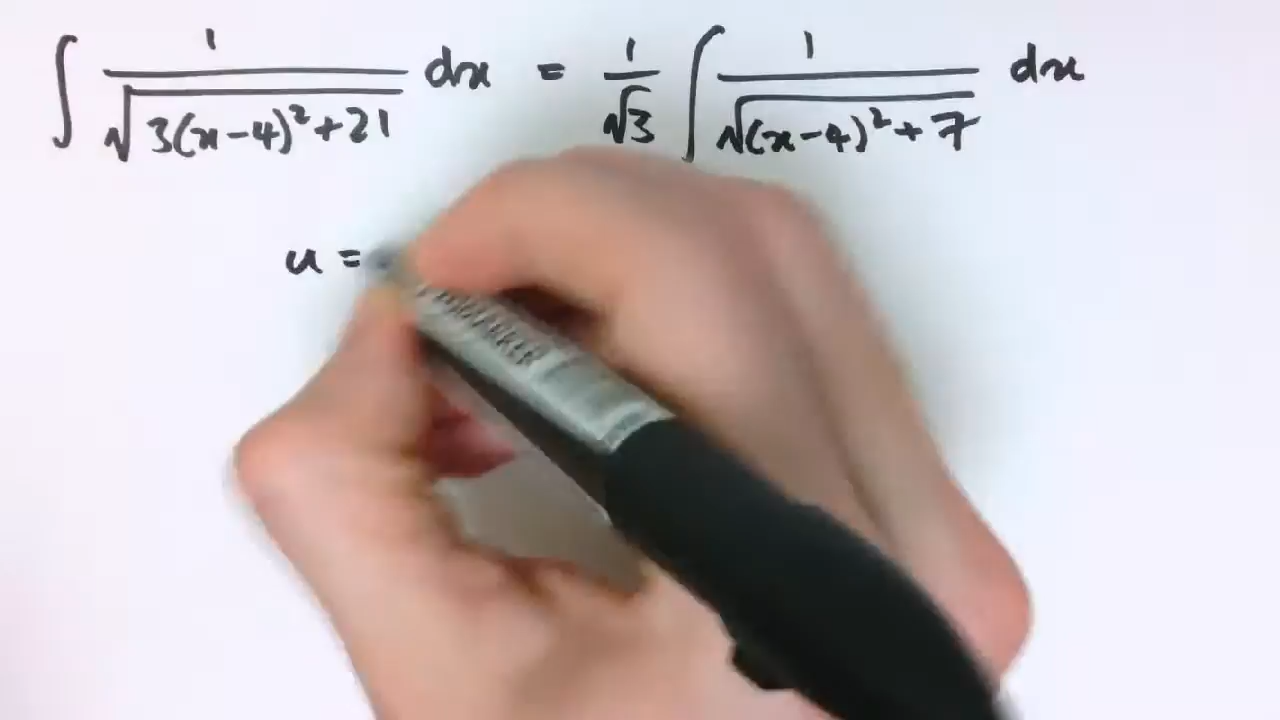 ∫ 1/√(3(x-4)²+21) dx = 1/√3 ∫ 1/√((x-4)²+7) dx
u =